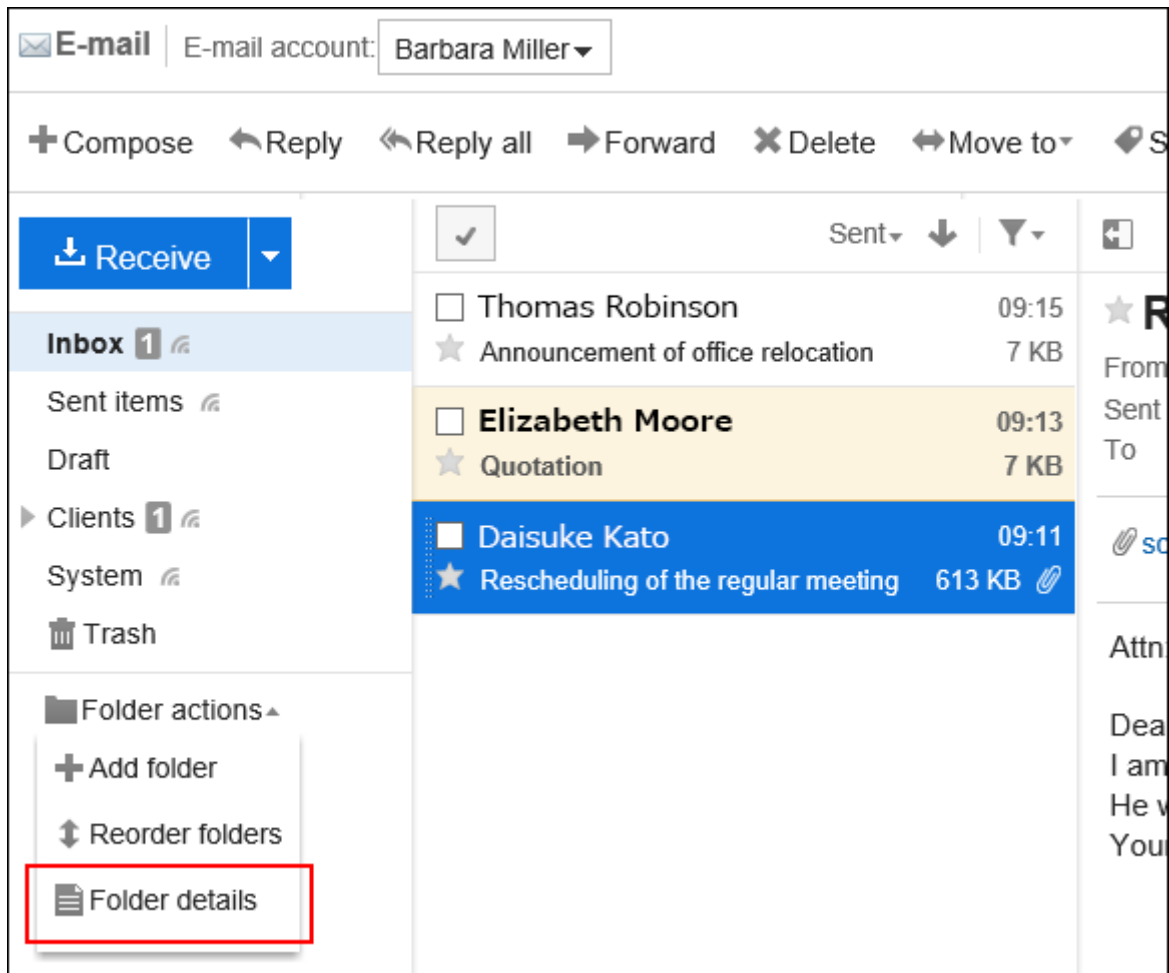 E-mail E-mail account: Barbara Miller
Compose Reply Reply all Forward Delete Move to S
Receive
Sent
Inbox 1
Sent items
Draft
Clients 1
System
Trash
Folder actions
Add folder
Reorder folders
Folder details
Thomas Robinson 09:15
Announcement of office relocation 7 KB
Elizabeth Moore 09:13
Quotation 7 KB
Daisuke Kato 09:11
Rescheduling of the regular meeting 613 KB
R
From
Sent
To
sc
Attn:
Dea
I am
He w
Your